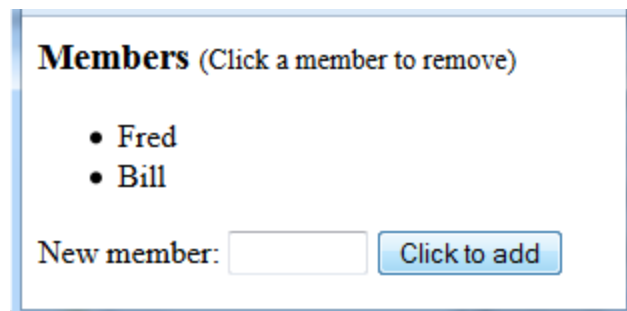 Members (Click a member to remove)
Fred
Bill
New member: Click to add